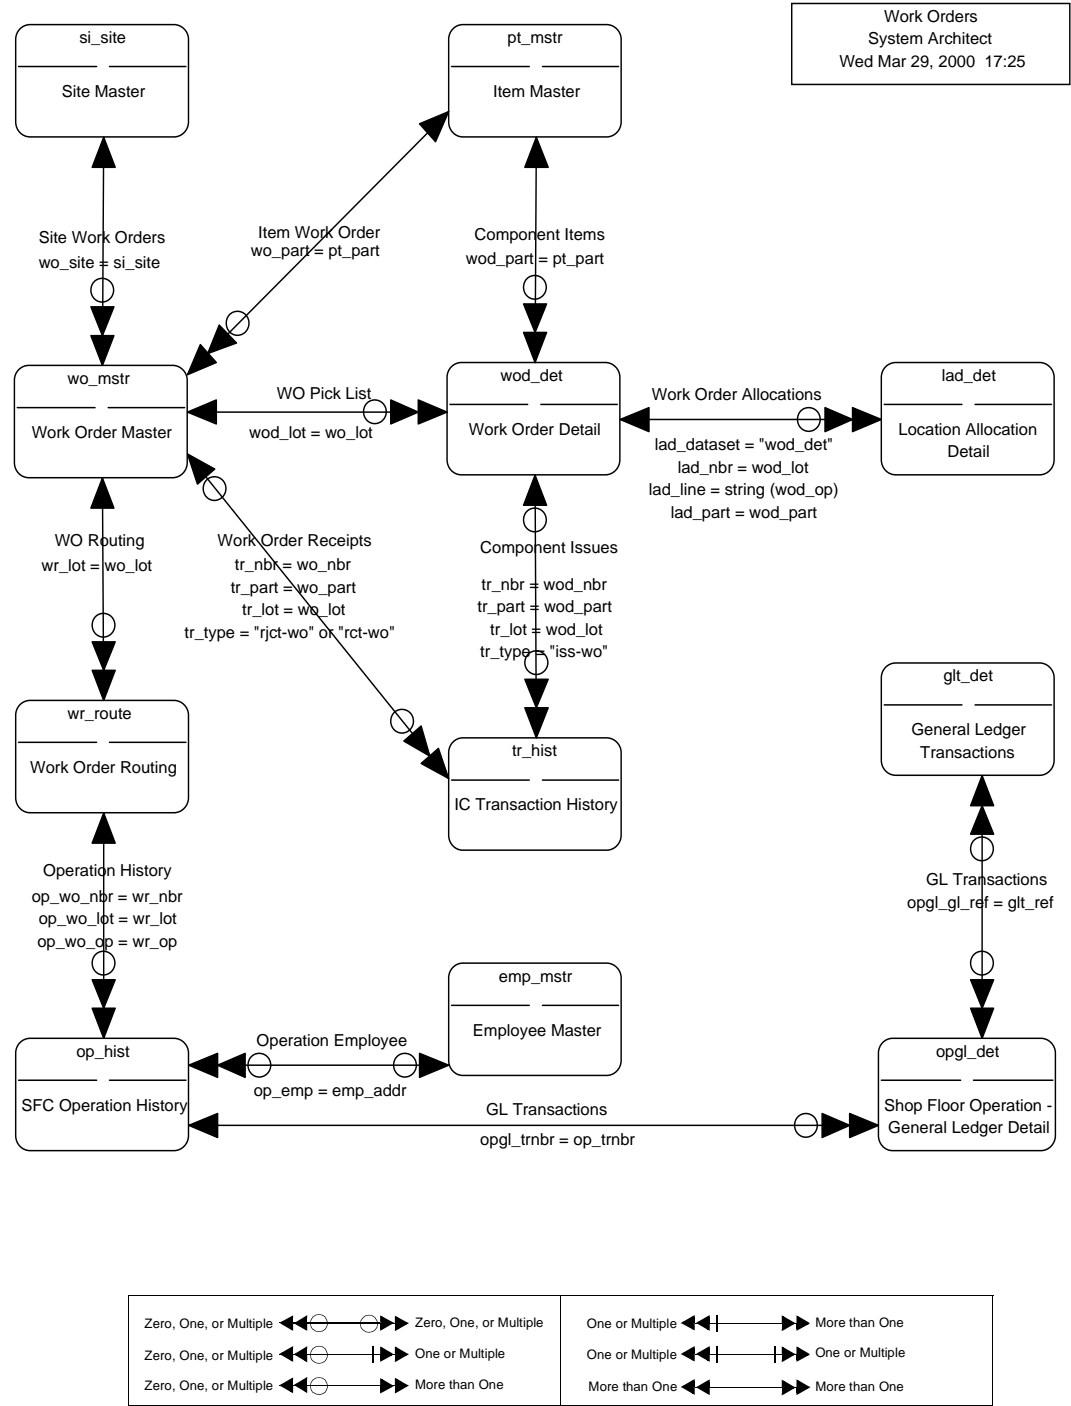 Work Orders
System Architect
Wed Mar 29, 2000  17:25
si_site
Site Master
pt_mstr
Item Master
Site Work Orders
wo_site = si_site
Item Work Order
wo_part = pt_part
Component Items
wod_part = pt_part
wo_mstr
Work Order Master
WO Pick List
wod_lot = wo_lot
wod_det
Work Order Detail
Work Order Allocations
lad_dataset = "wod_det"
lad_nbr = wod_lot
lad_line = string (wod_op)
lad_part = wod_part
lad_det
Location Allocation
Detail
WO Routing
wr_lot = wo_lot
Work Order Receipts
tr_nbr = wo_nbr
tr_part = wo_part
tr_lot = wo_lot
tr_type = "rjct-wo" or "rct-wo"
Component Issues
tr_nbr = wod_nbr
tr_part = wod_part
tr_lot = wod_lot
tr_type = "iss-wo"
wr_route
Work Order Routing
tr_hist
IC Transaction History
glt_det
General Ledger
Transactions
Operation History
op_wo_nbr = wr_nbr
op_wo_lot = wr_lot
op_wo_op = wr_op
GL Transactions
opgl_gl_ref = glt_ref
emp_mstr
Employee Master
op_hist
SFC Operation History
Operation Employee
op_emp = emp_addr
GL Transactions
opgl_trnbr = op_trnbr
opgl_det
Shop Floor Operation -
General Ledger Detail
Zero, One, or Multiple
Zero, One, or Multiple
Zero, One, or Multiple
One or Multiple
Zero, One, or Multiple
More than One
One or Multiple
More than One
One or Multiple
One or Multiple
More than One
More than One